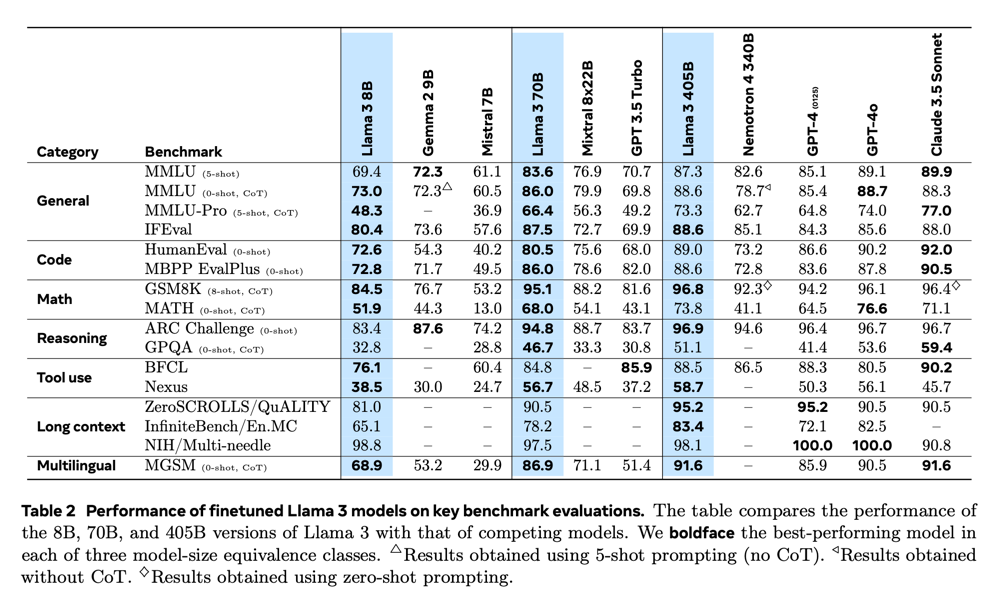 Category Benchmark Llama 3 8B Gemma 2 9B Mistral 7B Llama 3 70B Mixtral 8x22B GPT 3.5 Turbo Llama 3 405B Nemotron 4 340B GPT-4 (0125) GPT-4o Claude 3.5 Sonnet
General MMLU (5-shot) 69.4 72.3 61.1 83.6 76.9 70.7 87.3 82.6 85.1 89.1 89.9
MMLU (0-shot, CoT) 73.0 72.3△ 60.5 86.0 79.9 69.8 88.6 78.7◁ 85.4 88.7 88.3
MMLU-Pro (5-shot, CoT) 48.3 – 36.9 66.4 56.3 49.2 73.3 62.7 64.8 74.0 77.0
IFEval 80.4 73.6 57.6 87.5 72.7 69.9 88.6 85.1 84.3 85.6 88.0
Code HumanEval (0-shot) 72.6 54.3 40.2 80.5 75.6 68.0 89.0 73.2 86.6 90.2 92.0
MBPP EvalPlus (0-shot) 72.8 71.7 49.5 86.0 78.6 82.0 88.6 72.8 83.6 87.8 90.5
Math GSM8K (8-shot, CoT) 84.5 76.7 53.2 95.1 88.2 81.6 96.8 92.3◇ 94.2 96.1 96.4◇
MATH (0-shot, CoT) 51.9 44.3 13.0 68.0 54.1 43.1 73.8 41.1 64.5 76.6 71.1
Reasoning ARC Challenge (0-shot) 83.4 87.6 74.2 94.8 88.7 83.7 96.9 94.6 96.4 96.7 96.7
GPQA (0-shot, CoT) 32.8 – 28.8 46.7 33.3 30.8 51.1 – 41.4 53.6 59.4
Tool use BFCL 76.1 – 60.4 84.8 – 85.9 88.5 86.5 88.3 80.5 90.2
Nexus 38.5 30.0 24.7 56.7 48.5 37.2 58.7 – 50.3 56.1 45.7
Long context ZeroSCROLLS/QuALITY 81.0 – – 90.5 – – 95.2 – 95.2 90.5 90.5
InfiniteBench/En.MC 65.1 – – 78.2 – – 83.4 – 72.1 82.5 –
NIH/Multi-needle 98.8 – – 97.5 – – 98.1 – 100.0 100.0 90.8
Multilingual MGSM (0-shot, CoT) 68.9 53.2 29.9 86.9 71.1 51.4 91.6 – 85.9 90.5 91.6
Table 2 Performance of finetuned Llama 3 models on key benchmark evaluations. The table compares the performance of
the 8B, 70B, and 405B versions of Llama 3 with that of competing models. We boldface the best-performing model in
each of three model-size equivalence classes. △Results obtained using 5-shot prompting (no CoT). ◁Results obtained
without CoT. ◇Results obtained using zero-shot prompting.